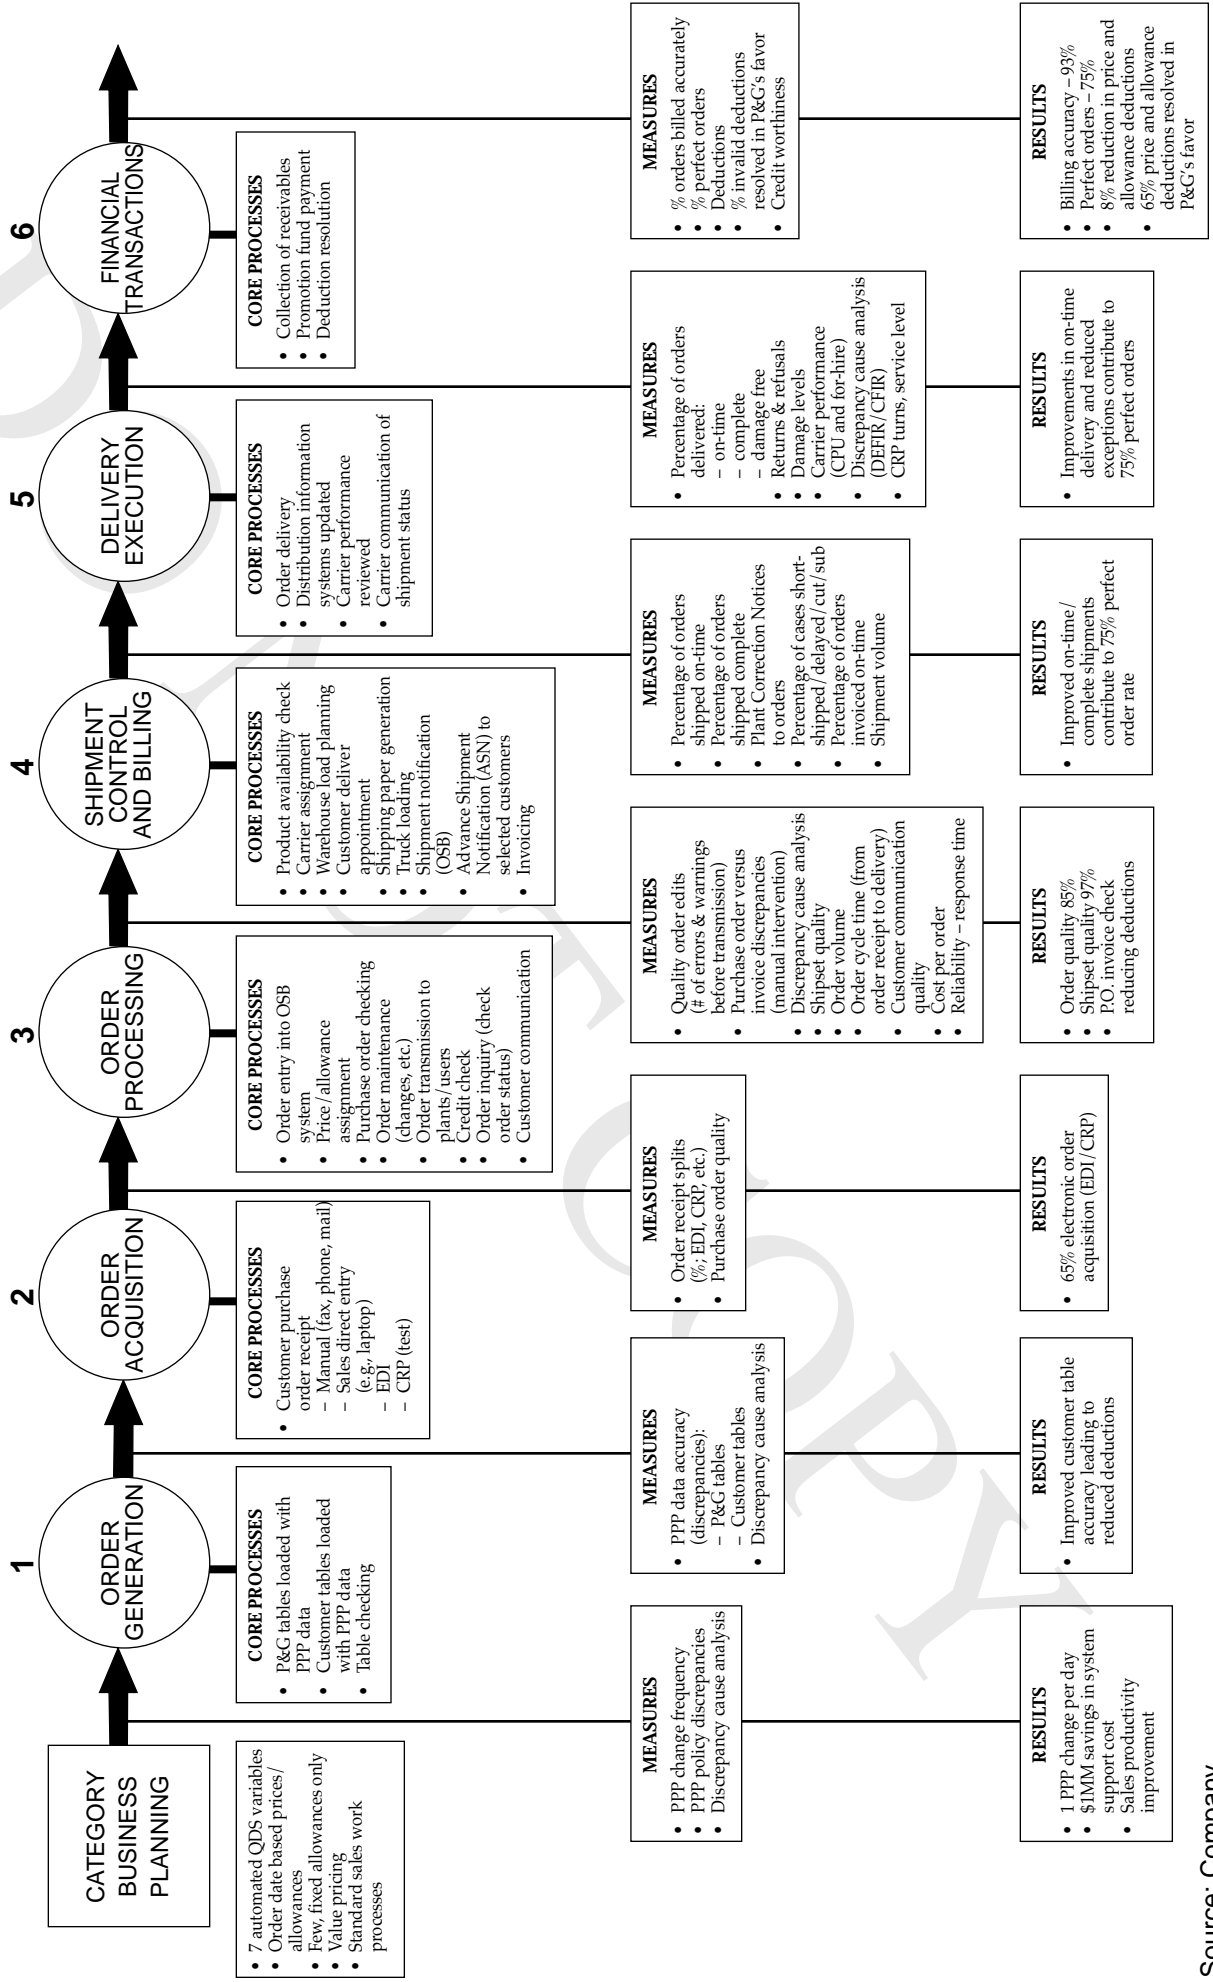 CATEGORY
BUSINESS
PLANNING
1
ORDER
GENERATION
2
ORDER
ACQUISITION
3
ORDER
PROCESSING
4
SHIPMENT
CONTROL
AND BILLING
5
DELIVERY
EXECUTION
6
FINANCIAL
TRANSACTIONS
• 7 automated QDS variables
• Order date based prices/
allowances
• Few, fixed allowances only
• Value pricing
• Standard sales work
processes
CORE PROCESSES
• P&G tables loaded with
PPP data
• Customer tables loaded
with PPP data
• Table checking
CORE PROCESSES
• Customer purchase
order receipt
– Manual (fax, phone, mail)
– Sales direct entry
(e.g., laptop)
– EDI
– CRP (test)
CORE PROCESSES
• Order entry into OSB
system
• Price/allowance
assignment
• Purchase order checking
• Order maintenance
(changes, etc.)
• Order transmission to
plants/users
• Credit check
• Order inquiry (check
order status)
• Customer communication
CORE PROCESSES
• Product availability check
• Carrier assignment
• Warehouse load planning
• Customer deliver
appointment
• Shipping paper generation
• Truck loading
• Shipment notification
(OSB)
• Advance Shipment
Notification (ASN) to
selected customers
• Invoicing
CORE PROCESSES
• Order delivery
• Distribution information
systems updated
• Carrier performance
reviewed
• Carrier communication of
shipment status
CORE PROCESSES
• Collection of receivables
• Promotion fund payment
• Deduction resolution
MEASURES
• PPP change frequency
• PPP policy discrepancies
• Discrepancy cause analysis
MEASURES
• PPP data accuracy
(discrepancies):
– P&G tables
– Customer tables
• Discrepancy cause analysis
MEASURES
• Order receipt splits
(%; EDI, CRP, etc.)
• Purchase order quality
MEASURES
• Quality order edits
(# of errors & warnings
before transmission)
• Purchase order versus
invoice discrepancies
(manual intervention)
• Discrepancy cause analysis
• Shipset quality
• Order volume
• Order cycle time (from
order receipt to delivery)
• Customer communication
quality
• Cost per order
• Reliability – response time
MEASURES
• Percentage of orders
shipped on-time
• Percentage of orders
shipped complete
• Plant Correction Notices
to orders
• Percentage of cases short-
shipped/delayed/cut/sub
• Percentage of orders
invoiced on-time
• Shipment volume
MEASURES
• Percentage of orders
delivered:
– on-time
– complete
– damage free
• Returns & refusals
• Damage levels
• Carrier performance
(CPU and for-hire)
• Discrepancy cause analysis
(DEFIR/CFIR)
• CRP turns, service level
MEASURES
• % orders billed accurately
• % perfect orders
• Deductions
• % invalid deductions
resolved in P&G's favor
• Credit worthiness
RESULTS
• 1 PPP change per day
• $1MM savings in system
support cost
• Sales productivity
improvement
RESULTS
• Improved customer table
accuracy leading to
reduced deductions
RESULTS
• 65% electronic order
acquisition (EDI/CRP)
RESULTS
• Order quality 85%
• Shipset quality 97%
• P.O. invoice check
reducing deductions
RESULTS
• Improved on-time/
complete shipments
contribute to 75% perfect
order rate
RESULTS
• Improvements in on-time
delivery and reduced
exceptions contribute to
75% perfect orders
RESULTS
• Billing accuracy – 93%
• Perfect orders – 75%
• 8% reduction in price and
allowance deductions
• 65% price and allowance
deductions resolved in
P&G's favor
Source: Company